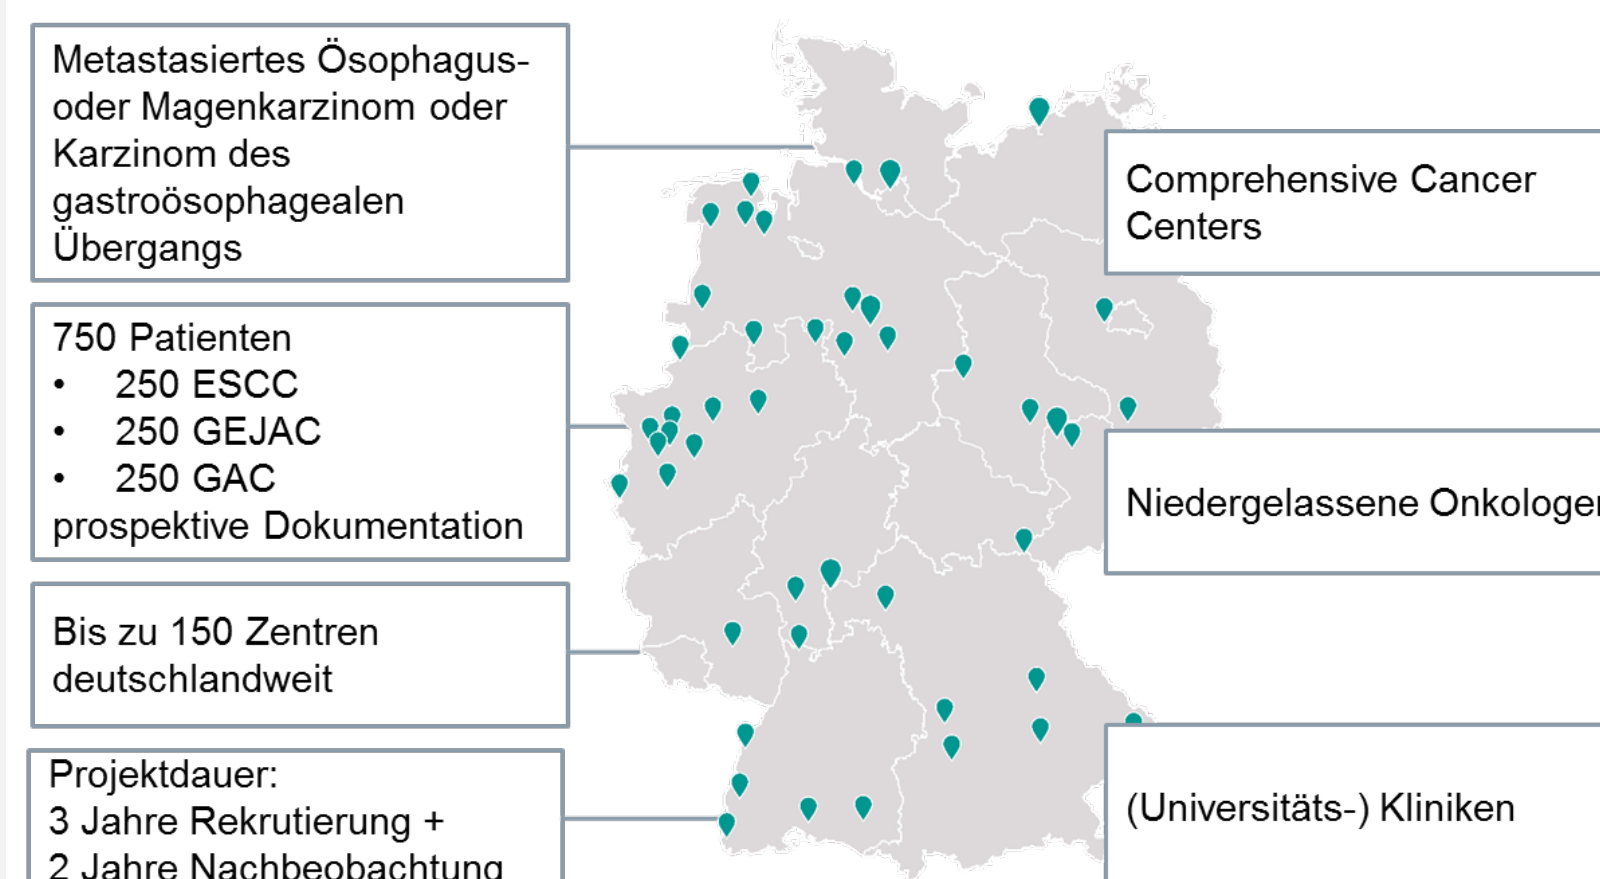 Metastasiertes Ösophagus-
oder Magenkarzinom oder
Karzinom des
gastroösophagealen
Übergangs
750 Patienten
• 250 ESCC
• 250 GEJAC
• 250 GAC
prospektive Dokumentation
Bis zu 150 Zentren
deutschlandweit
Projektdauer:
3 Jahre Rekrutierung +
2 Jahre Nachbeobachtung
Comprehensive Cancer
Centers
Niedergelassene Onkologen
(Universitäts-) Kliniken